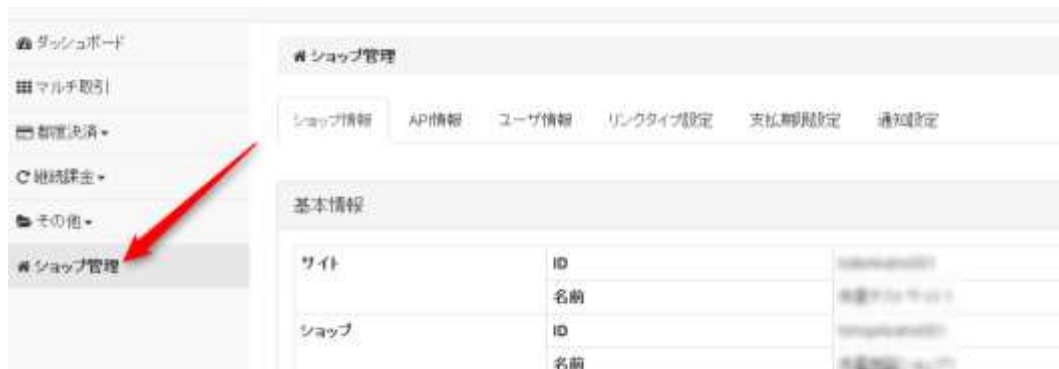 ダッシュボード
マルチ取引
都度決済
継続課金
その他
ショップ管理
ショップ管理
ショップ情報 API情報 ユーザ情報 リンクタイプ設定 支払期限設定 通知設定
基本情報
サイト ID
名前
ショップ ID
名前